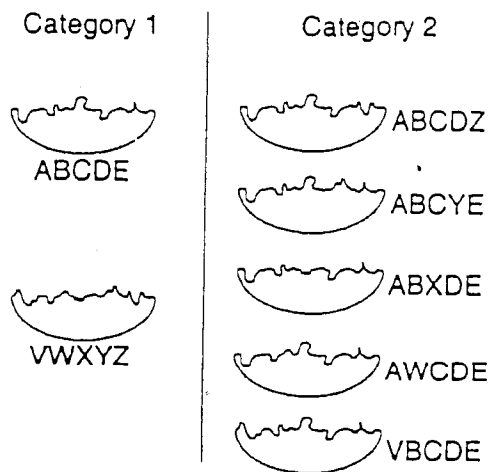 Category 1
ABCDE
VWXYZ
Category 2
ABCDZ
ABCYE
ABXDE
AWCDE
VBCDE